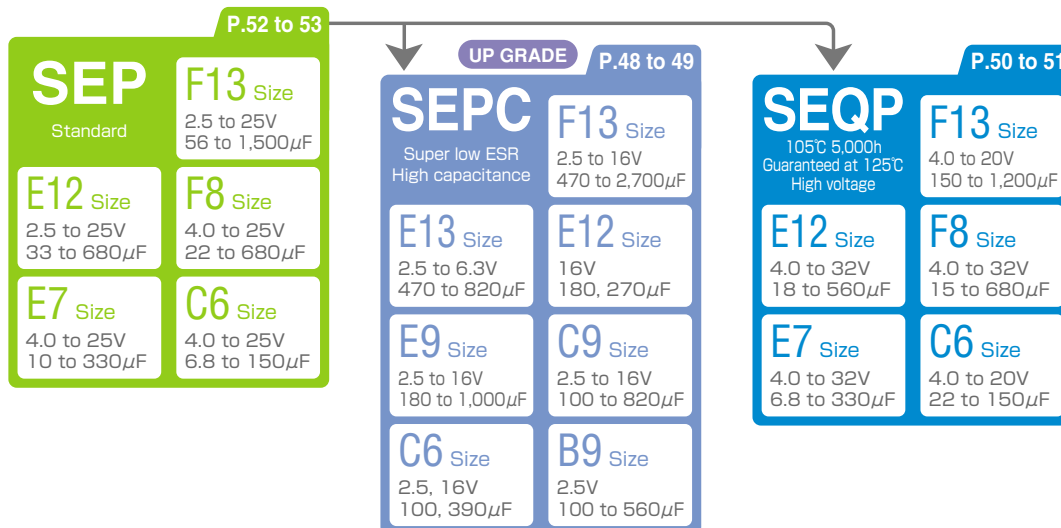 P.52 to 53
SEP
Standard
F13 Size
2.5 to 25V
56 to 1,500μF
E12 Size
2.5 to 25V
33 to 680μF
F8 Size
4.0 to 25V
22 to 680μF
E7 Size
4.0 to 25V
10 to 330μF
C6 Size
4.0 to 25V
6.8 to 150μF
UP GRADE
P.48 to 49
SEPC
Super low ESR
High capacitance
F13 Size
2.5 to 16V
470 to 2,700μF
E13 Size
2.5 to 6.3V
470 to 820μF
E12 Size
16V
180, 270μF
E9 Size
2.5 to 16V
180 to 1,000μF
C9 Size
2.5 to 16V
100 to 820μF
C6 Size
2.5, 16V
100, 390μF
B9 Size
2.5V
100 to 560μF
P.50 to 51
SEQP
105℃ 5,000h
Guaranteed at 125℃
High voltage
F13 Size
4.0 to 20V
150 to 1,200μF
E12 Size
4.0 to 32V
18 to 560μF
F8 Size
4.0 to 32V
15 to 680μF
E7 Size
4.0 to 32V
6.8 to 330μF
C6 Size
4.0 to 20V
22 to 150μF